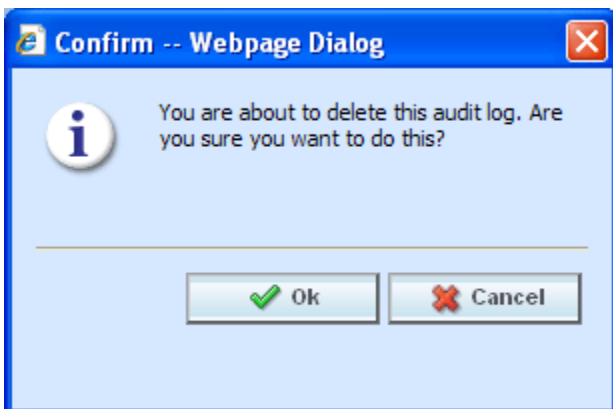 Confirm -- Webpage Dialog
You are about to delete this audit log. Are
you sure you want to do this?
Ok
Cancel